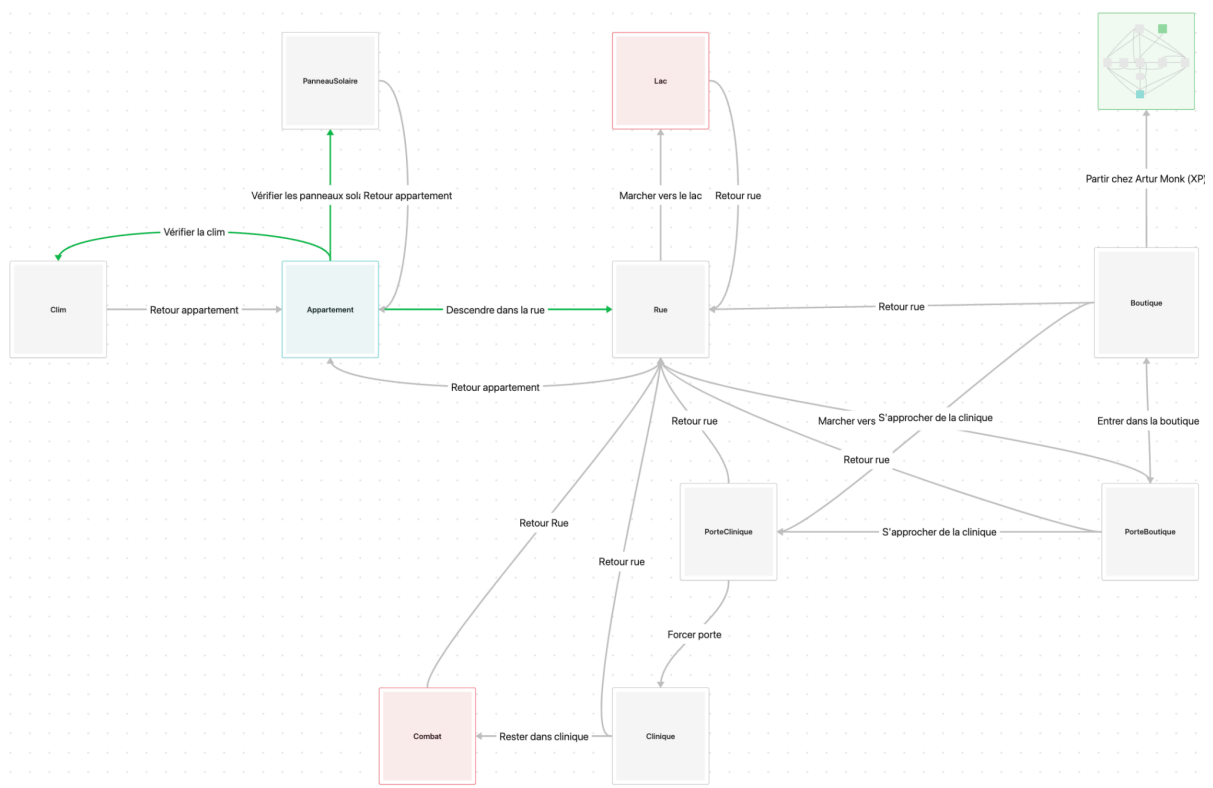 PanneauSolaire
Lac
Partir chez Artur Monk (XP)
Vérifier les panneaux sol
Retour appartement
Marcher vers le lac
Retour rue
Vérifier la clim
Clim
Retour appartement
Appartement
Descendre dans la rue
Rue
Retour rue
Boutique
Retour appartement
Retour rue
Marcher vers
S'approcher de la clinique
Entrer dans la boutique
Retour rue
Retour Rue
PorteClinique
S'approcher de la clinique
PorteBoutique
Retour rue
Forcer porte
Combat
Rester dans clinique
Clinique